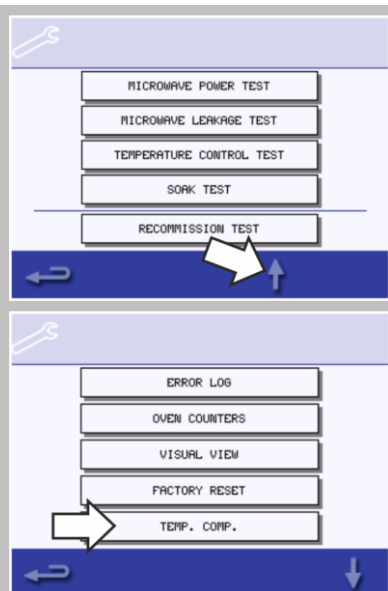 MICROWAVE POWER TEST
MICROWAVE LEAKAGE TEST
TEMPERATURE CONTROL TEST
SOAK TEST
RECOMMISSION TEST
ERROR LOG
OVEN COUNTERS
VISUAL VIEW
FACTORY RESET
TEMP. COMP.